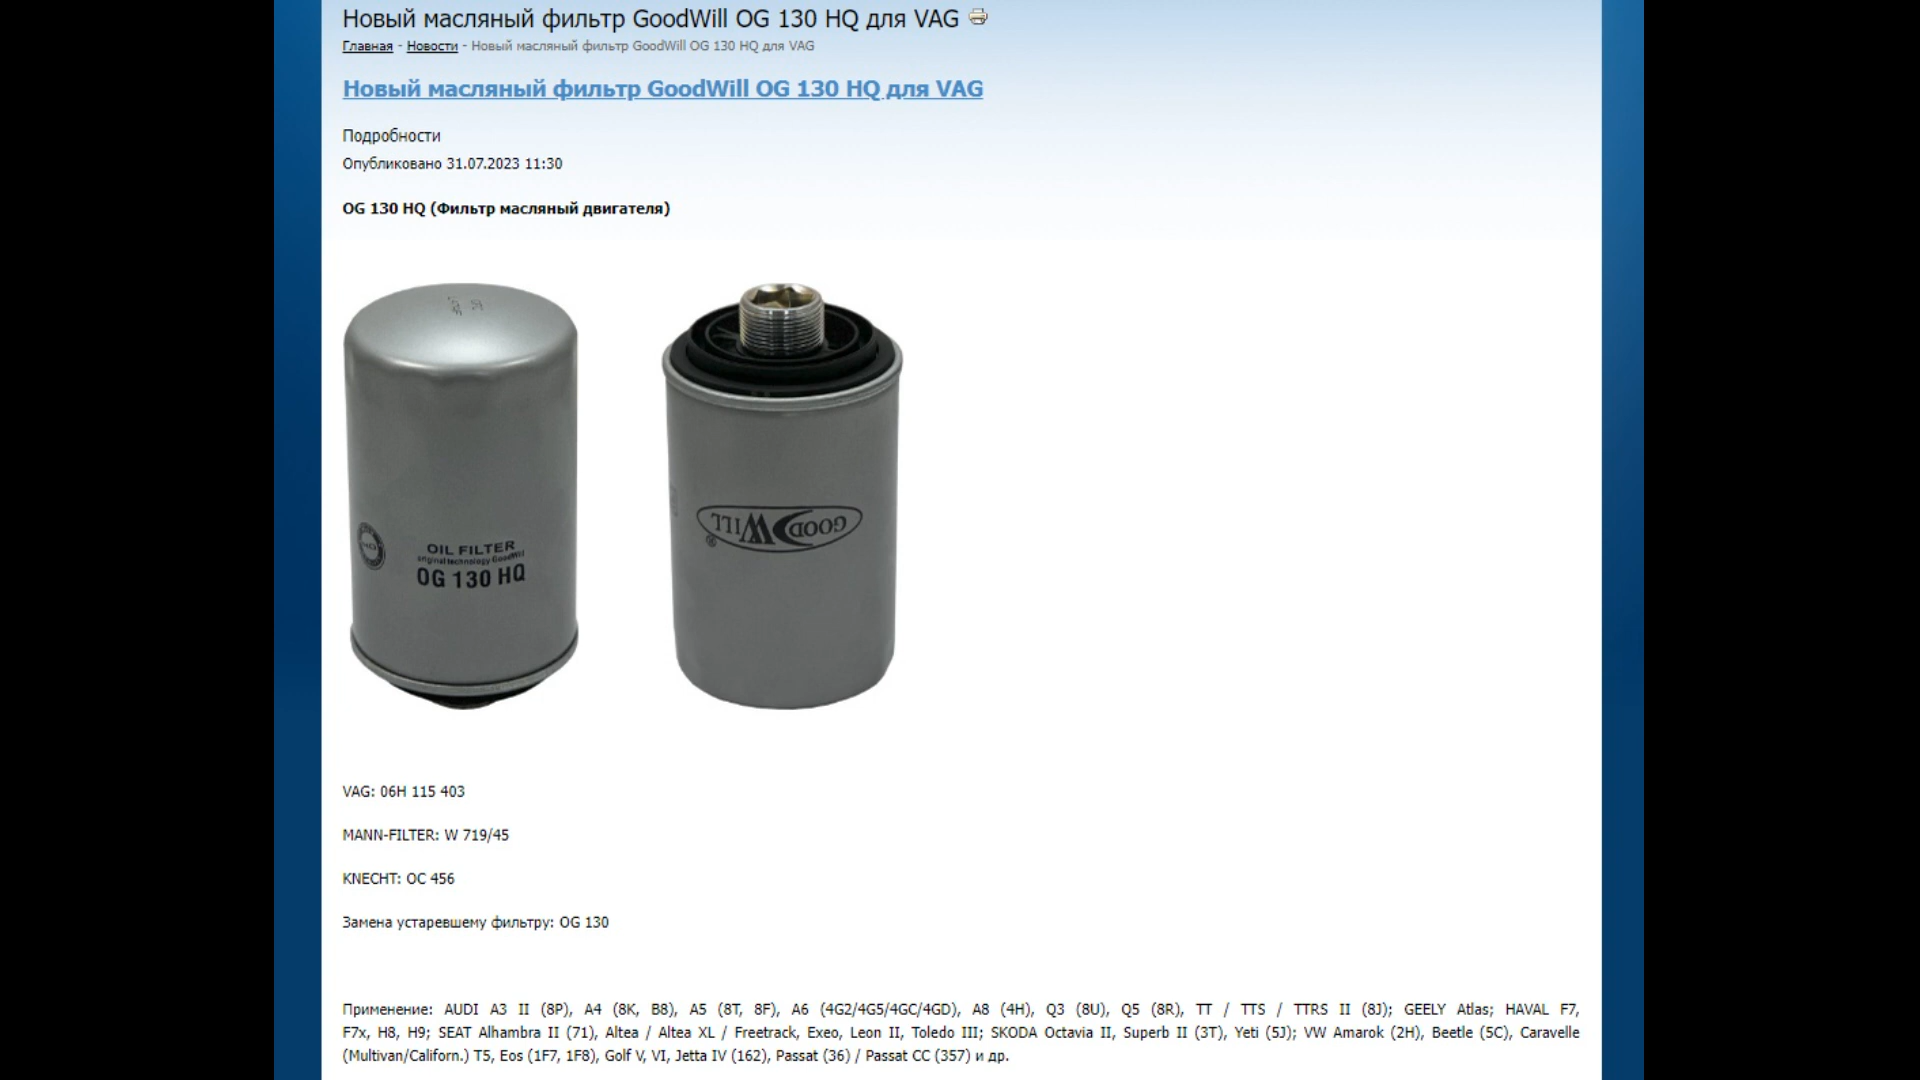 Новый масляный фильтр GoodWill OG 130 HQ для VAG
Главная - Новости - Новый масляный фильтр GoodWill OG 130 HQ для VAG
Новый масляный фильтр GoodWill OG 130 HQ для VAG
Подробности
Опубликовано 31.07.2023 11:30
OG 130 HQ (Фильтр масляный двигателя)
OIL FILTER
original technology GoodWill
OG 130 HQ
GOODWILL®
VAG: 06H 115 403
MANN-FILTER: W 719/45
KNECHT: OC 456
Замена устаревшему фильтру: OG 130
Применение: AUDI A3 II (8P), A4 (8K, B8), A5 (8T, 8F), A6 (4G2/4G5/4GC/4GD), A8 (4H), Q3 (8U), Q5 (8R), TT / TTS / TTRS II (8J); GEELY Atlas; HAVAL F7,
F7x, H8, H9; SEAT Alhambra II (71), Altea / Altea XL / Freetrack, Exeo, Leon II, Toledo III; SKODA Octavia II, Superb II (3T), Yeti (5J); VW Amarok (2H), Beetle (5C), Caravelle
(Multivan/Californ.) T5, Eos (1F7, 1F8), Golf V, VI, Jetta IV (162), Passat (36) / Passat CC (357) и др.